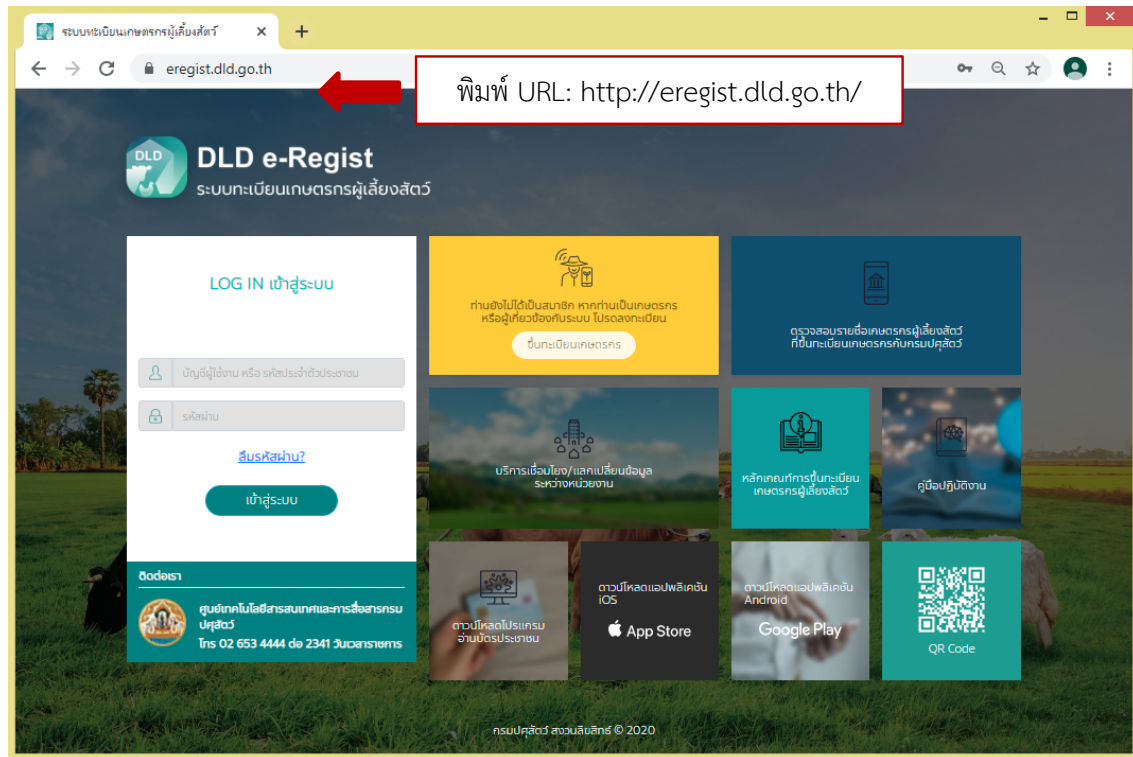 ระบบทะเบียนเกษตรกรผู้เลี้ยงสัตว์
eregist.dld.go.th
พิมพ์ URL: http://eregist.dld.go.th/
DLD
DLD e-Regist
ระบบทะเบียนเกษตรกรผู้เลี้ยงสัตว์
LOG IN เข้าสู่ระบบ
บัญชีผู้ใช้งาน หรือ รหัสประจำตัวประชาชน
รหัสผ่าน
ลืมรหัสผ่าน?
เข้าสู่ระบบ
ติดต่อเรา
ศูนย์เทคโนโลยีสารสนเทศและการสื่อสารกรม
ปศุสัตว์
โทร 02 653 4444 ต่อ 2341 วันเวลาราชการ
ท่านยังไม่ได้เป็นสมาชิก หากท่านเป็นเกษตรกร
หรือผู้เกี่ยวข้องกับระบบ โปรดลงทะเบียน
ขึ้นทะเบียนเกษตรกร
ตรวจสอบรายชื่อเกษตรกรผู้เลี้ยงสัตว์
ที่ขึ้นทะเบียนเกษตรกรกับกรมปศุสัตว์
บริการเชื่อมโยง/แลกเปลี่ยนข้อมูล
ระหว่างหน่วยงาน
หลักเกณฑ์การขึ้นทะเบียน
เกษตรกรผู้เลี้ยงสัตว์
คู่มือปฏิบัติงาน
ดาวน์โหลดโปรแกรม
อ่านบัตรประชาชน
ดาวน์โหลดแอปพลิเคชัน
iOS
App Store
ดาวน์โหลดแอปพลิเคชัน
Android
Google Play
QR Code
กรมปศุสัตว์ สงวนลิขสิทธิ์ © 2020